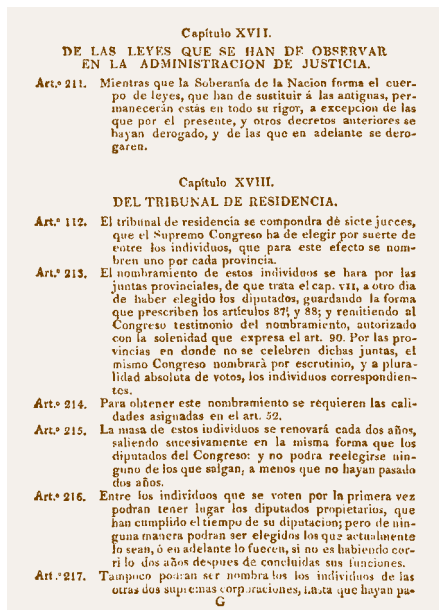 Capítulo XVII.
DE LAS LEYES QUE SE HAN DE OBSERVAR
EN LA ADMINISTRACION DE JUSTICIA.
Art.º 211. Mientras que la Soberanía de la Nacion forma el cuer-
po de leyes, que han de sustituir á las antiguas, per-
manecerán estas en todo su rigor, a excepcion de las
que por el presente, y otros decretos anteriores se
hayan derogado, y de las que en adelante se dero-
garen.
Capítulo XVIII.
DEL TRIBUNAL DE RESIDENCIA.
Art.º 112. El tribunal de residencia se compondra dé siete jueces,
que el Supremo Congreso ha de elegir por suerte de
entre los individuos, que para este efecto se nom-
bren uno por cada provincia.
Art.º 213. El nombramiento de estos individuos se hara por las
juntas provinciales, de que trata el cap. VII, a otro dia
de haber elegido los diputados, guardando la forma
que prescriben los artículos 87, y 88; y remitiendo al
Congreso testimonio del nombramiento, autorizado
con la solenidad que expresa el art. 90. Por las pro-
vincias en donde no se celebren dichas juntas, el
mismo Congreso nombrarà por escrutinio, y a plura-
lidad absoluta de votos, los individuos correspondien-
tes.
Art.º 214. Para obtener este nombramiento se requieren las cali-
dades asignadas en el art. 52.
Art.º 215. La masa de estos individuos se renovará cada dos años,
saliendo sucesivamente en la misma forma que los
diputados del Congreso: y no podra reelegirse nin-
guno de los que salgan, a menos que no hayan pasado
dos años.
Art.º 216. Entre los individuos que se voten por la primera vez
podran tener lugar los diputados propietarios, que
han cumplido el tiempo de su diputacion; pero de nin-
guna manera podran ser elegidos los que actualmente
lo sean, ó en adelante lo fueren, si no es habiendo cor-
ri lo dos años despues de concluidas sus funciones.
Art.º 217. Tampoco podran ser nombra los los individuos de las
otras dos supremas corporaciones, hasta que hayan pa-
G